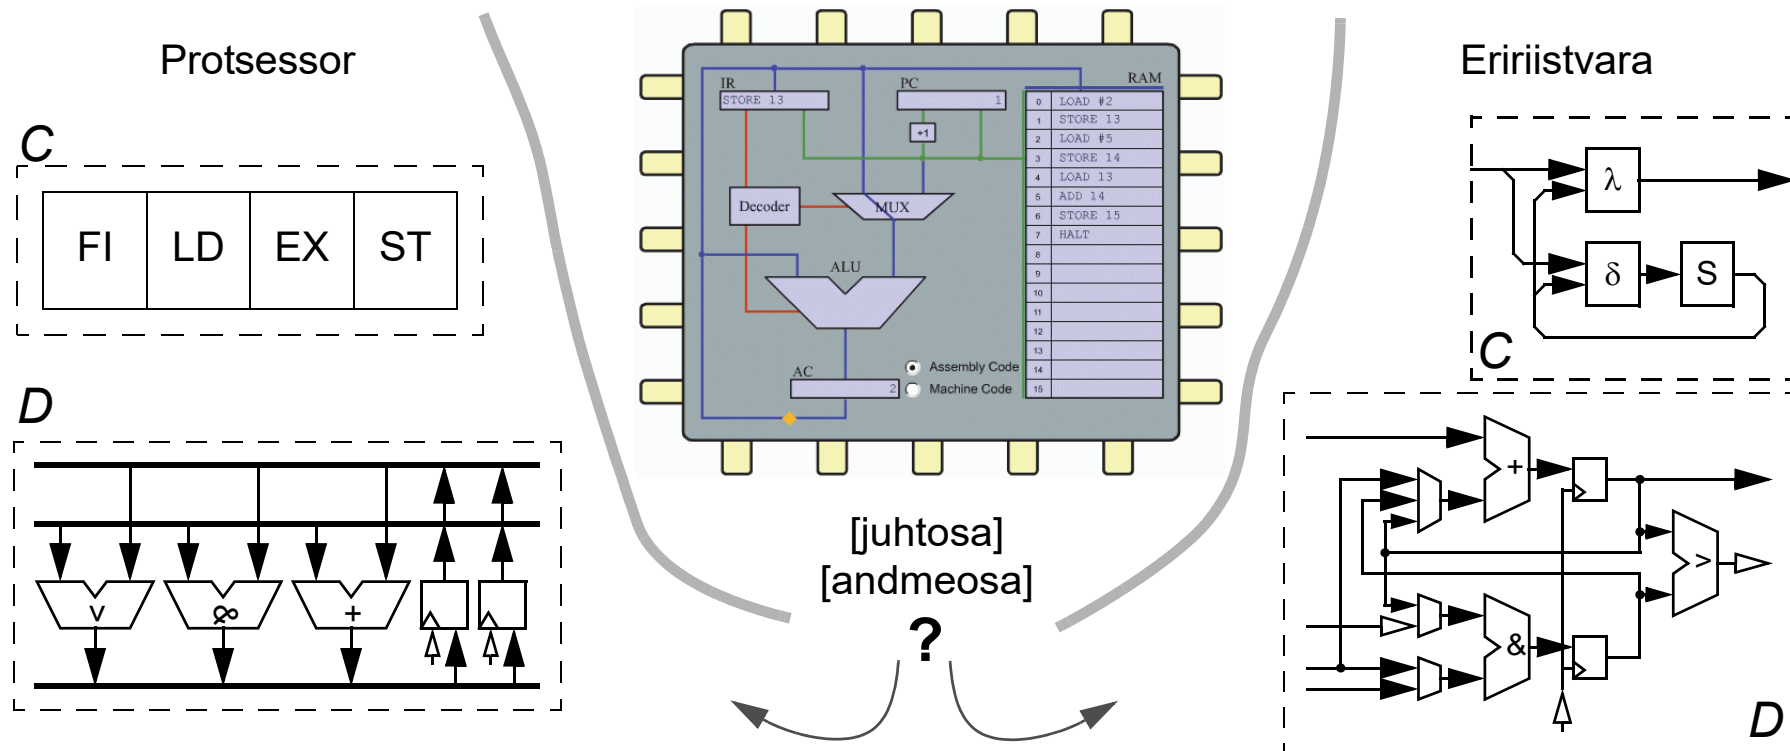 Protsessor
C
FI LD EX ST
D
< ∞ +
IR
STORE 13
PC
1
+1
RAM
0 LOAD #2
1 STORE 13
2 LOAD #5
3 STORE 14
4 LOAD 13
5 ADD 14
6 STORE 15
7 HALT
8
9
10
11
12
13
14
15
Decoder
MUX
ALU
AC
2
Assembly Code
Machine Code
[juhtosa]
[andmeosa]
?
Eririistvara
λ
δ S
C
+
>
&
D